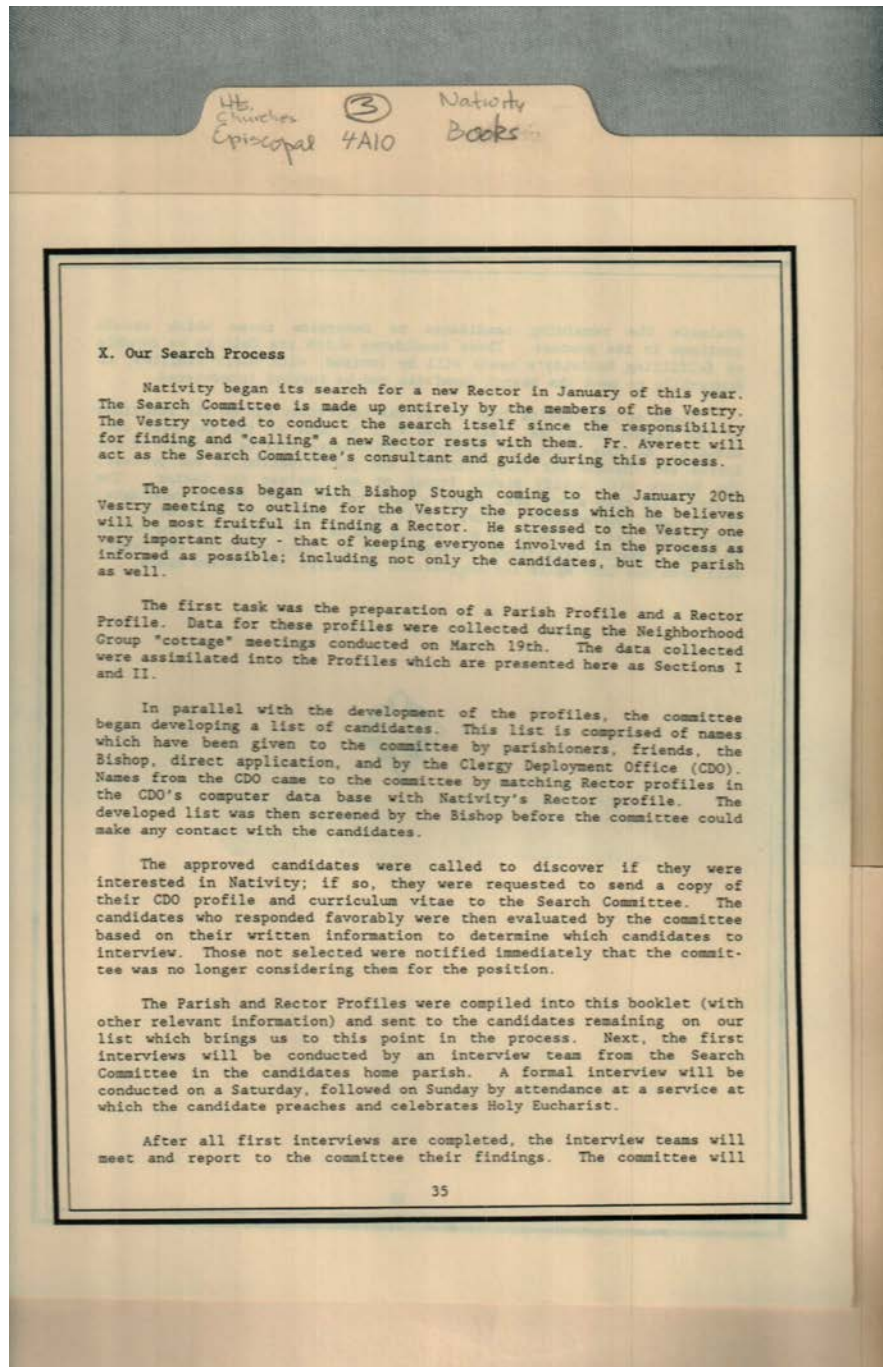 Hts.
Churches
Episcopal
3
4A10
Nativity
Books
X. Our Search Process
Nativity began its search for a new Rector in January of this year.
The Search Committee is made up entirely by the members of the Vestry.
The Vestry voted to conduct the search itself since the responsibility
for finding and "calling" a new Rector rests with them. Fr. Averett will
act as the Search Committee's consultant and guide during this process.
The process began with Bishop Stough coming to the January 20th
Vestry meeting to outline for the Vestry the process which he believes
will be most fruitful in finding a Rector. He stressed to the Vestry one
very important duty - that of keeping everyone involved in the process as
informed as possible; including not only the candidates, but the parish
as well.
The first task was the preparation of a Parish Profile and a Rector
Profile. Data for these profiles were collected during the Neighborhood
Group "cottage" meetings conducted on March 19th. The data collected
were assimilated into the Profiles which are presented here as Sections I
and II.
In parallel with the development of the profiles, the committee
began developing a list of candidates. This list is comprised of names
which have been given to the committee by parishioners, friends, the
Bishop, direct application, and by the Clergy Deployment Office (CDO).
Names from the CDO came to the committee by matching Rector profiles in
the CDO's computer data base with Nativity's Rector profile. The
developed list was then screened by the Bishop before the committee could
make any contact with the candidates.
The approved candidates were called to discover if they were
interested in Nativity; if so, they were requested to send a copy of
their CDO profile and curriculum vitae to the Search Committee. The
candidates who responded favorably were then evaluated by the committee
based on their written information to determine which candidates to
interview. Those not selected were notified immediately that the commit-
tee was no longer considering them for the position.
The Parish and Rector Profiles were compiled into this booklet (with
other relevant information) and sent to the candidates remaining on our
list which brings us to this point in the process. Next, the first
interviews will be conducted by an interview team from the Search
Committee in the candidates home parish. A formal interview will be
conducted on a Saturday, followed on Sunday by attendance at a service at
which the candidate preaches and celebrates Holy Eucharist.
After all first interviews are completed, the interview teams will
meet and report to the committee their findings. The committee will
35